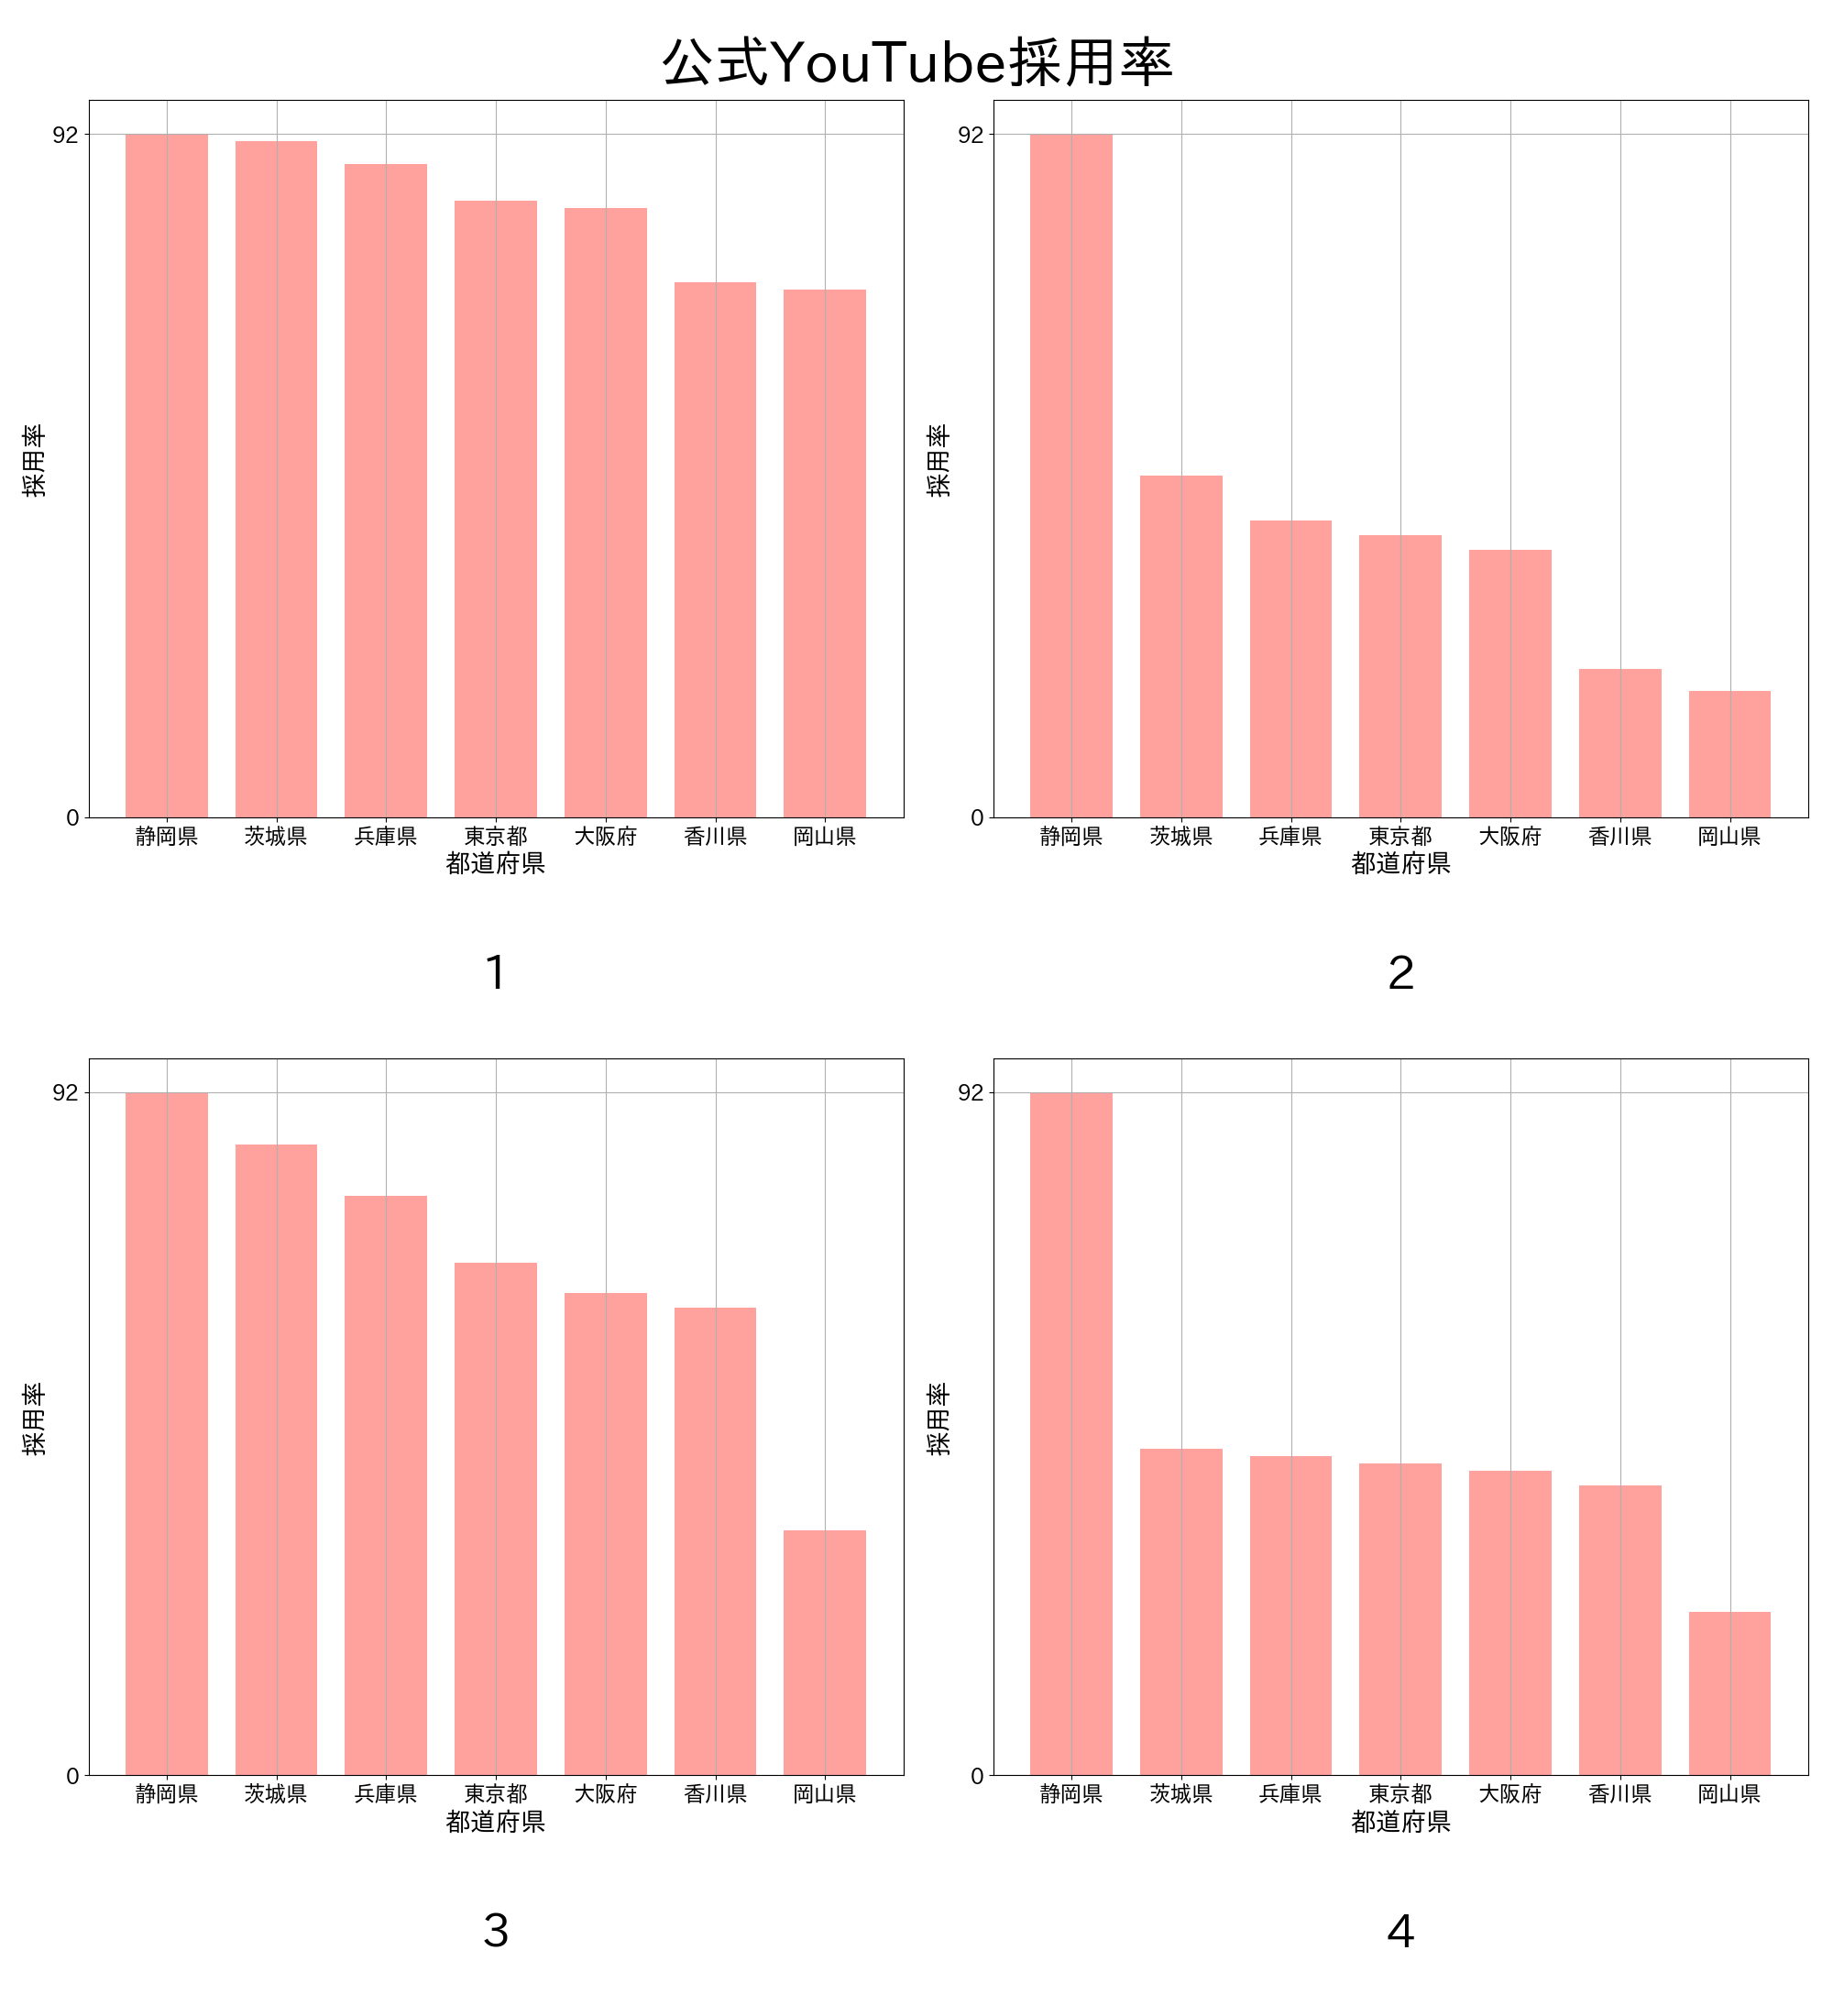 公式YouTube採用率
92
0
採用率
静岡県 茨城県 兵庫県 東京都 大阪府 香川県 岡山県
都道府県
1
92
0
採用率
静岡県 茨城県 兵庫県 東京都 大阪府 香川県 岡山県
都道府県
2
92
0
採用率
静岡県 茨城県 兵庫県 東京都 大阪府 香川県 岡山県
都道府県
3
92
0
採用率
静岡県 茨城県 兵庫県 東京都 大阪府 香川県 岡山県
都道府県
4